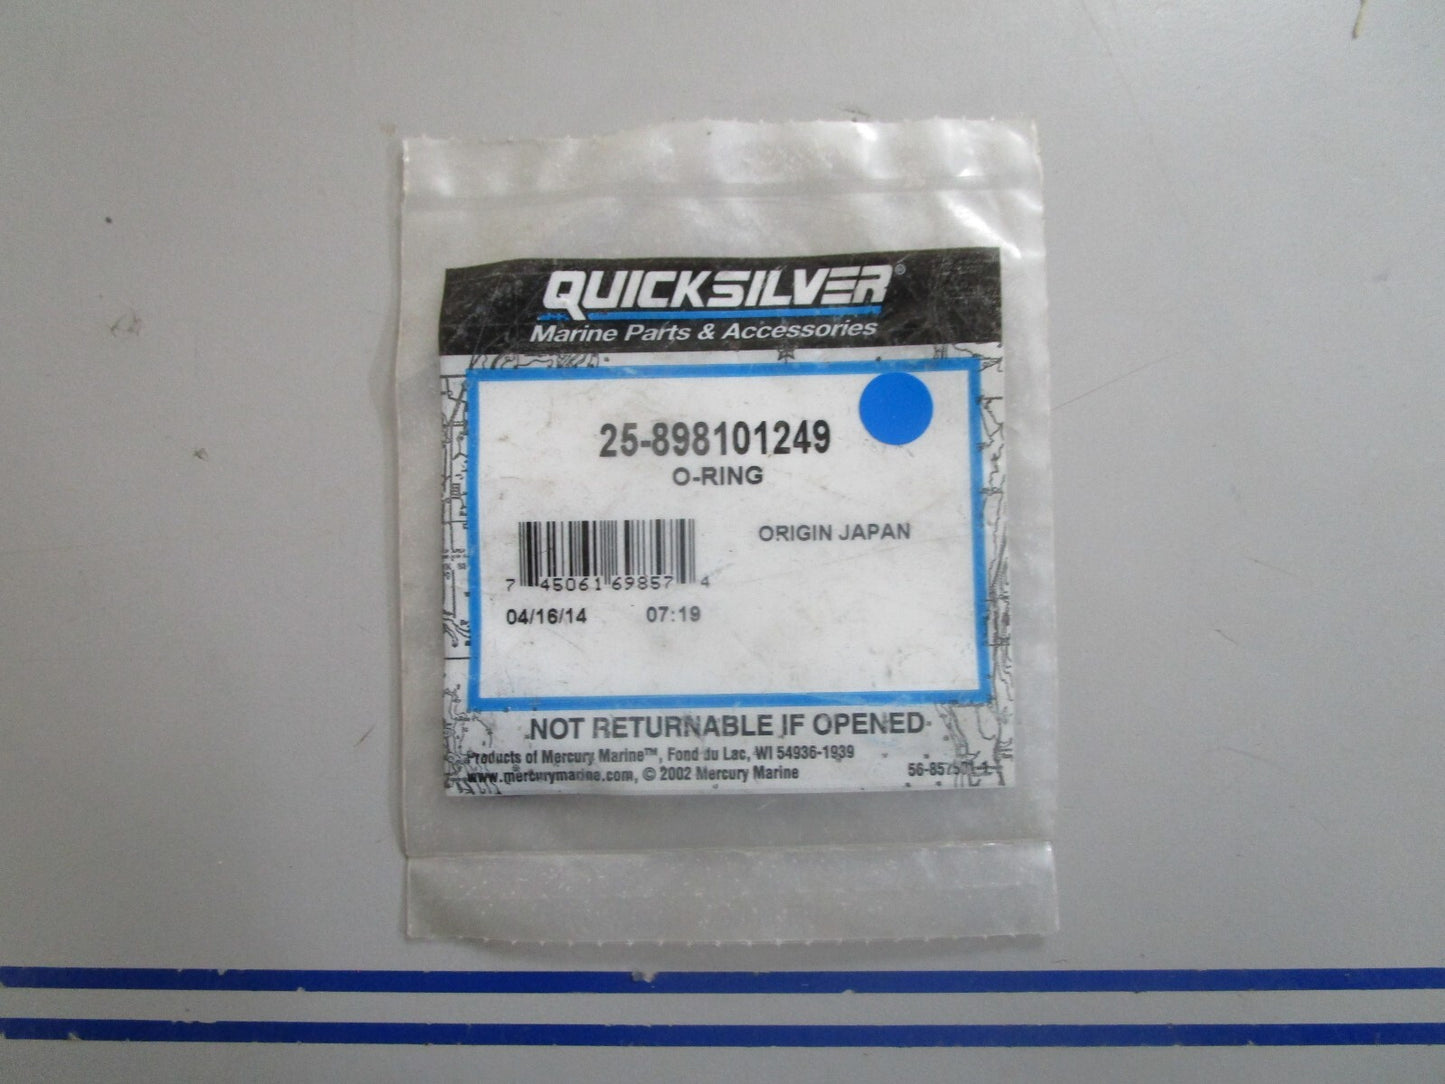 QUICKSILVER®
Marine Parts & Accessories
25-898101249
O-RING
ORIGIN JAPAN
7 45061 69857 4
04/16/14 07:19
NOT RETURNABLE IF OPENED
Products of Mercury Marine™, Fond du Lac, WI 54936-1939
www.mercurymarine.com, © 2002 Mercury Marine